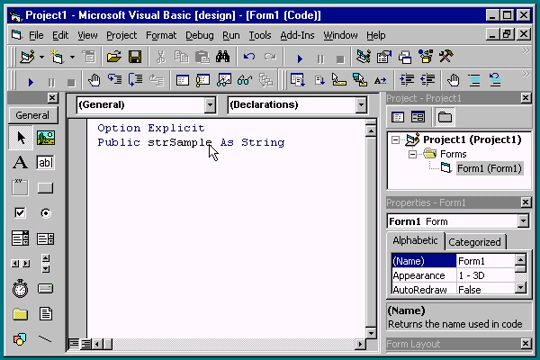 Project1 - Microsoft Visual Basic [design] - [Form1 (Code)]
File Edit View Project Format Debug Run Tools Add-Ins Window Help
General
A
ab
xy
(General) (Declarations)
Option Explicit
Public strSample As String
Project - Project1
Project1 (Project1)
Forms
Form1 (Form1)
Properties - Form1
Form1 Form
Alphabetic Categorized
(Name) Form1
Appearance 1 - 3D
AutoRedraw False
(Name)
Returns the name used in code
Form Layout